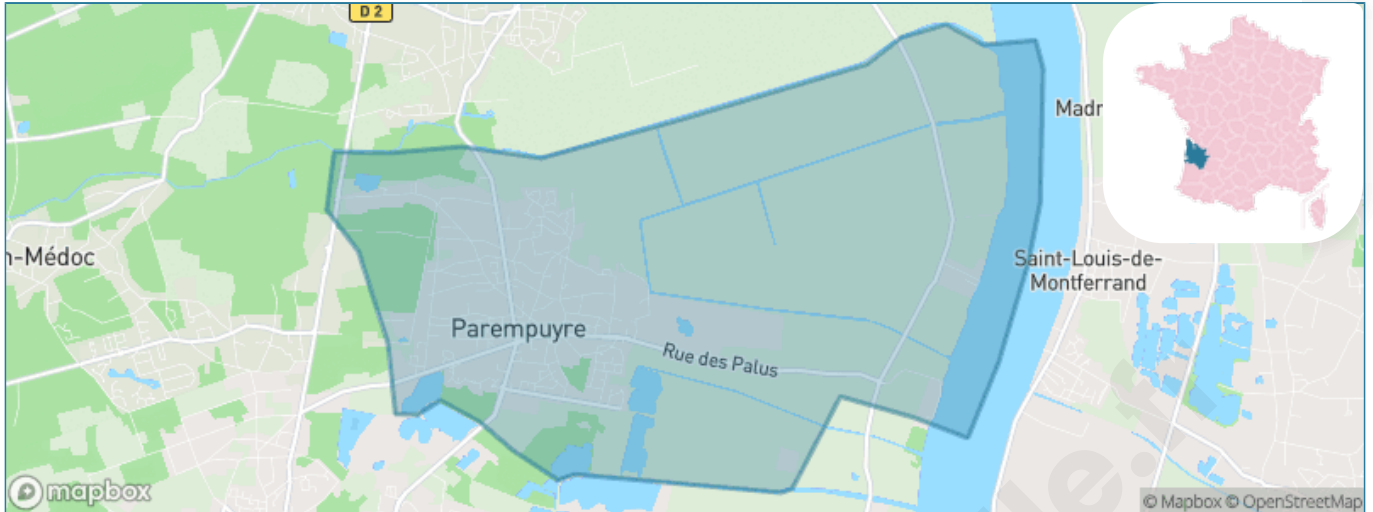 D 2
Madr
n-Médoc
Saint-Louis-de-
Montferrand
Parempuyre
Rue des Palus
mapbox
© Mapbox © OpenStreetMap